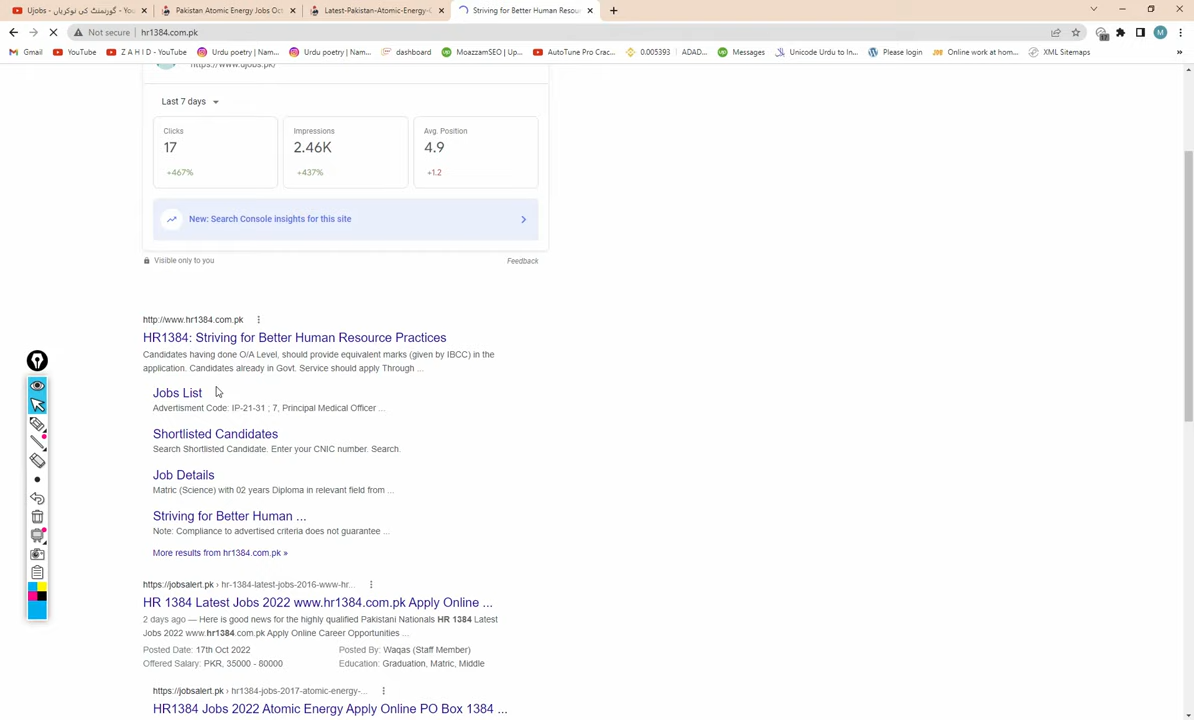 Ujobs - گورنمنٹ کی نوکریاں - You
Pakistan Atomic Energy Jobs Oct
Latest-Pakistan-Atomic-Energy-C
Striving for Better Human Resou
Not secure
hr1384.com.pk
Gmail
YouTube
Z A H I D - YouTube
Urdu poetry | Nam...
Urdu poetry | Nam...
dashboard
MoazzamSEO | Up...
AutoTune Pro Crac...
0.005393 | ADAD...
Messages
Unicode Urdu to In...
Please login
Online work at hom...
XML Sitemaps
https://www.ujobs.pk/
Last 7 days
Clicks
Impressions
Avg. Position
17
2.46K
4.9
+467%
+437%
+1.2
New: Search Console insights for this site
Visible only to you
Feedback
http://www.hr1384.com.pk
HR1384: Striving for Better Human Resource Practices
Candidates having done O/A Level, should provide equivalent marks (given by IBCC) in the
application. Candidates already in Govt. Service should apply Through ...
Jobs List
Advertisment Code: IP-21-31 ; 7, Principal Medical Officer ...
Shortlisted Candidates
Search Shortlisted Candidate. Enter your CNIC number. Search.
Job Details
Matric (Science) with 02 years Diploma in relevant field from ...
Striving for Better Human ...
Note: Compliance to advertised criteria does not guarantee ...
More results from hr1384.com.pk »
https://jobsalert.pk › hr-1384-latest-jobs-2016-www-hr...
HR 1384 Latest Jobs 2022 www.hr1384.com.pk Apply Online ...
2 days ago — Here is good news for the highly qualified Pakistani Nationals HR 1384 Latest
Jobs 2022 www.hr1384.com.pk Apply Online Career Opportunities ...
Posted Date: 17th Oct 2022
Posted By: Waqas (Staff Member)
Offered Salary: PKR, 35000 - 80000
Education: Graduation, Matric, Middle
https://jobsalert.pk › hr1384-jobs-2017-atomic-energy-...
HR1384 Jobs 2022 Atomic Energy Apply Online PO Box 1384 ...